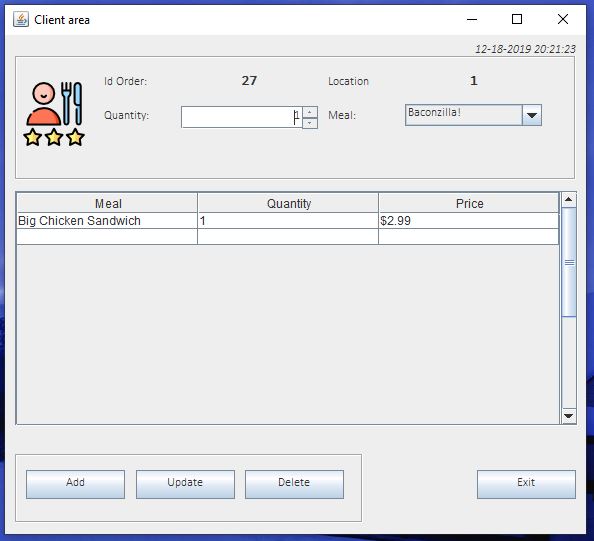 Client area
12-18-2019 20:21:23
Id Order: 27 Location 1
Quantity: 1 Meal: Baconzilla!
Meal Quantity Price
Big Chicken Sandwich 1 $2.99
Add Update Delete Exit